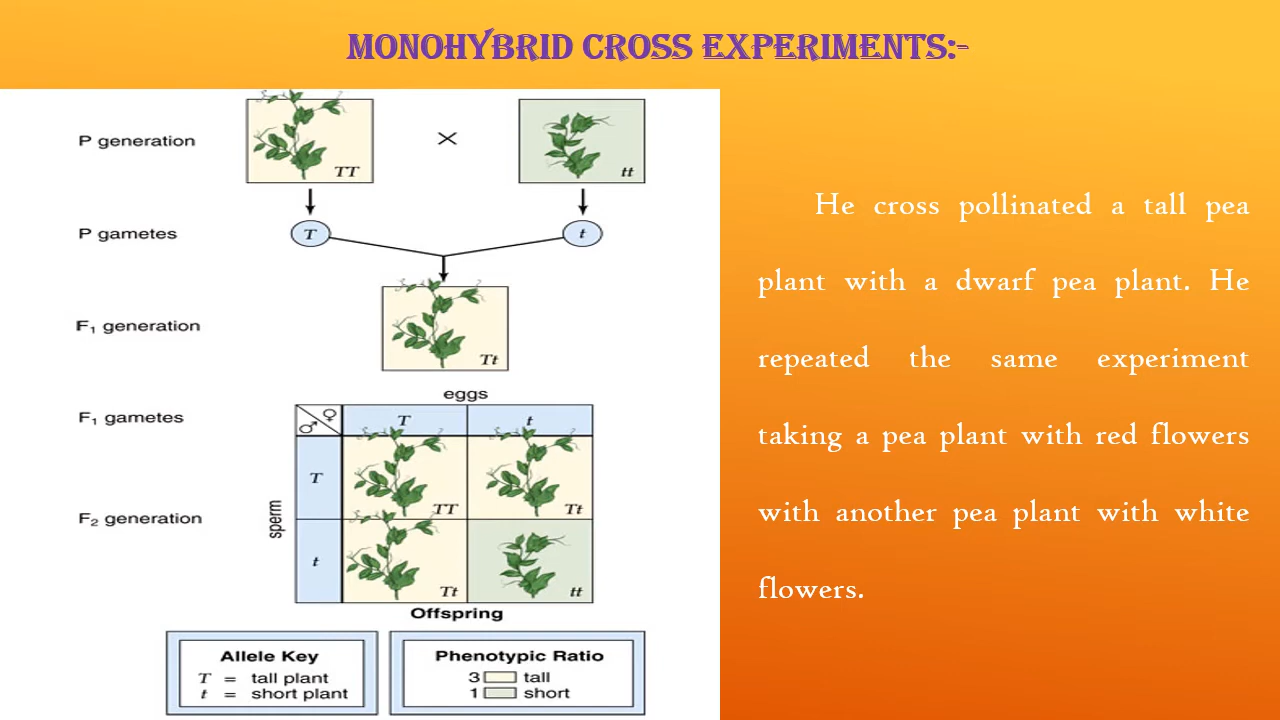 MONOHYBRID CROSS EXPERIMENTS:-
P generation
TT
×
tt
P gametes
T
t
F₁ generation
Tt
eggs
F₁ gametes
♀
♂
T
t
F₂ generation
sperm
T
TT
Tt
t
Tt
tt
Offspring
Allele Key
T = tall plant
t = short plant
Phenotypic Ratio
3 tall
1 short
He cross pollinated a tall pea
plant with a dwarf pea plant. He
repeated the same experiment
taking a pea plant with red flowers
with another pea plant with white
flowers.